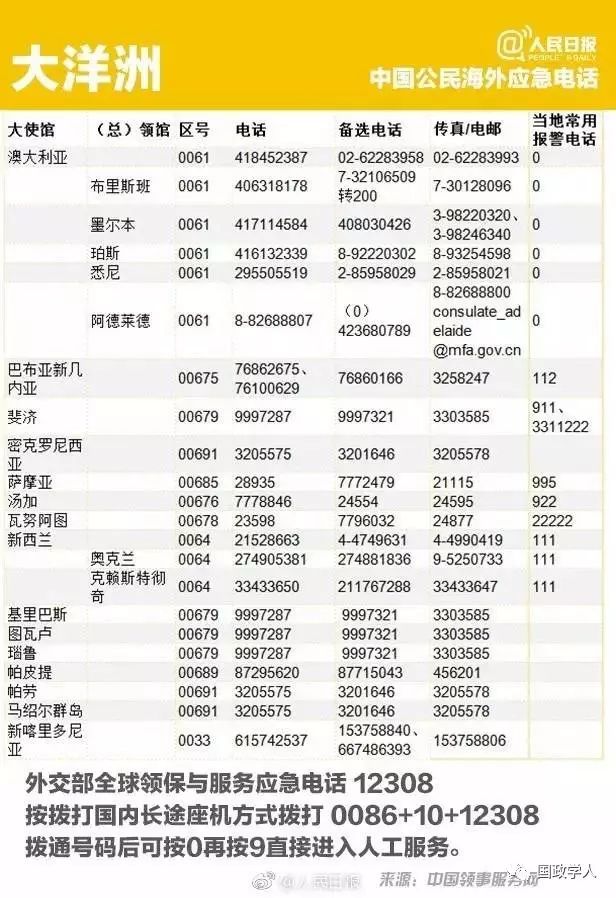 大洋洲
@人民日报
PEOPLE'S DAILY
中国公民海外应急电话
大使馆 （总）领馆 区号 电话 备选电话 传真/电邮 当地常用报警电话
澳大利亚 0061 418452387 02-62283958 02-62283993 0
布里斯班 0061 406318178 7-32106509转200 7-30128096 0
墨尔本 0061 417114584 408030426 3-98220320、3-98246340 0
珀斯 0061 416132339 8-92220302 8-93254598 0
悉尼 0061 295505519 2-85958029 2-85958021 0
阿德莱德 0061 8-82688807 （0）423680789 8-82688800 consulate_adelaide@mfa.gov.cn 0
巴布亚新几内亚 00675 76862675、76100629 76860166 3258247 112
斐济 00679 9997287 9997321 3303585 911、3311222
密克罗尼西亚 00691 3205575 3201646 3205578
萨摩亚 00685 28935 7772479 21115 995
汤加 00676 7778846 24554 24595 922
瓦努阿图 00678 23598 7796032 24877 22222
新西兰 0064 21528663 4-4749631 4-4990419 111
奥克兰 0064 274905381 274881836 9-5250733 111
克赖斯特彻奇 0064 33433650 211767288 33433647 111
基里巴斯 00679 9997287 9997321 3303585
图瓦卢 00679 9997287 9997321 3303585
瑙鲁 00679 9997287 9997321 3303585
帕皮提 00689 87295620 87715043 456201
帕劳 00691 3205575 3201646 3205578
马绍尔群岛 00691 3205575 3201646 3205578
新喀里多尼亚 0033 615742537 153758840、667486393 153758806
外交部全球领保与服务应急电话 12308
按拨打国内长途座机方式拨打 0086+10+12308
拨通号码后可按0再按9直接进入人工服务。
@人民日报 来源：中国领事服务网
国政学人